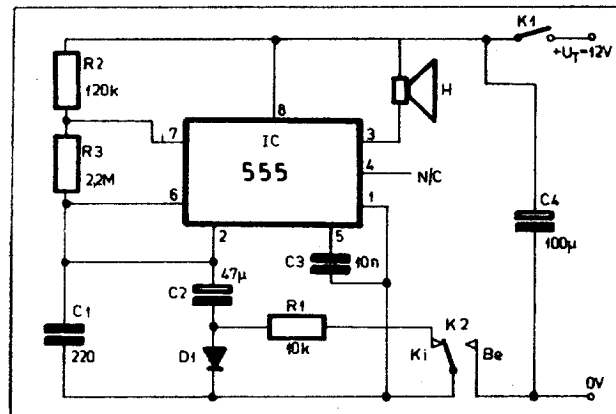 K1
+U_T=12V
R2
120k
8
H
7
IC
3
555
4
N/C
R3
2,2M
6
1
2
5
C4
100µ
C3
10n
47µ
C2
C1
220
R1
10k
K2
Ki
Be
D1
0V